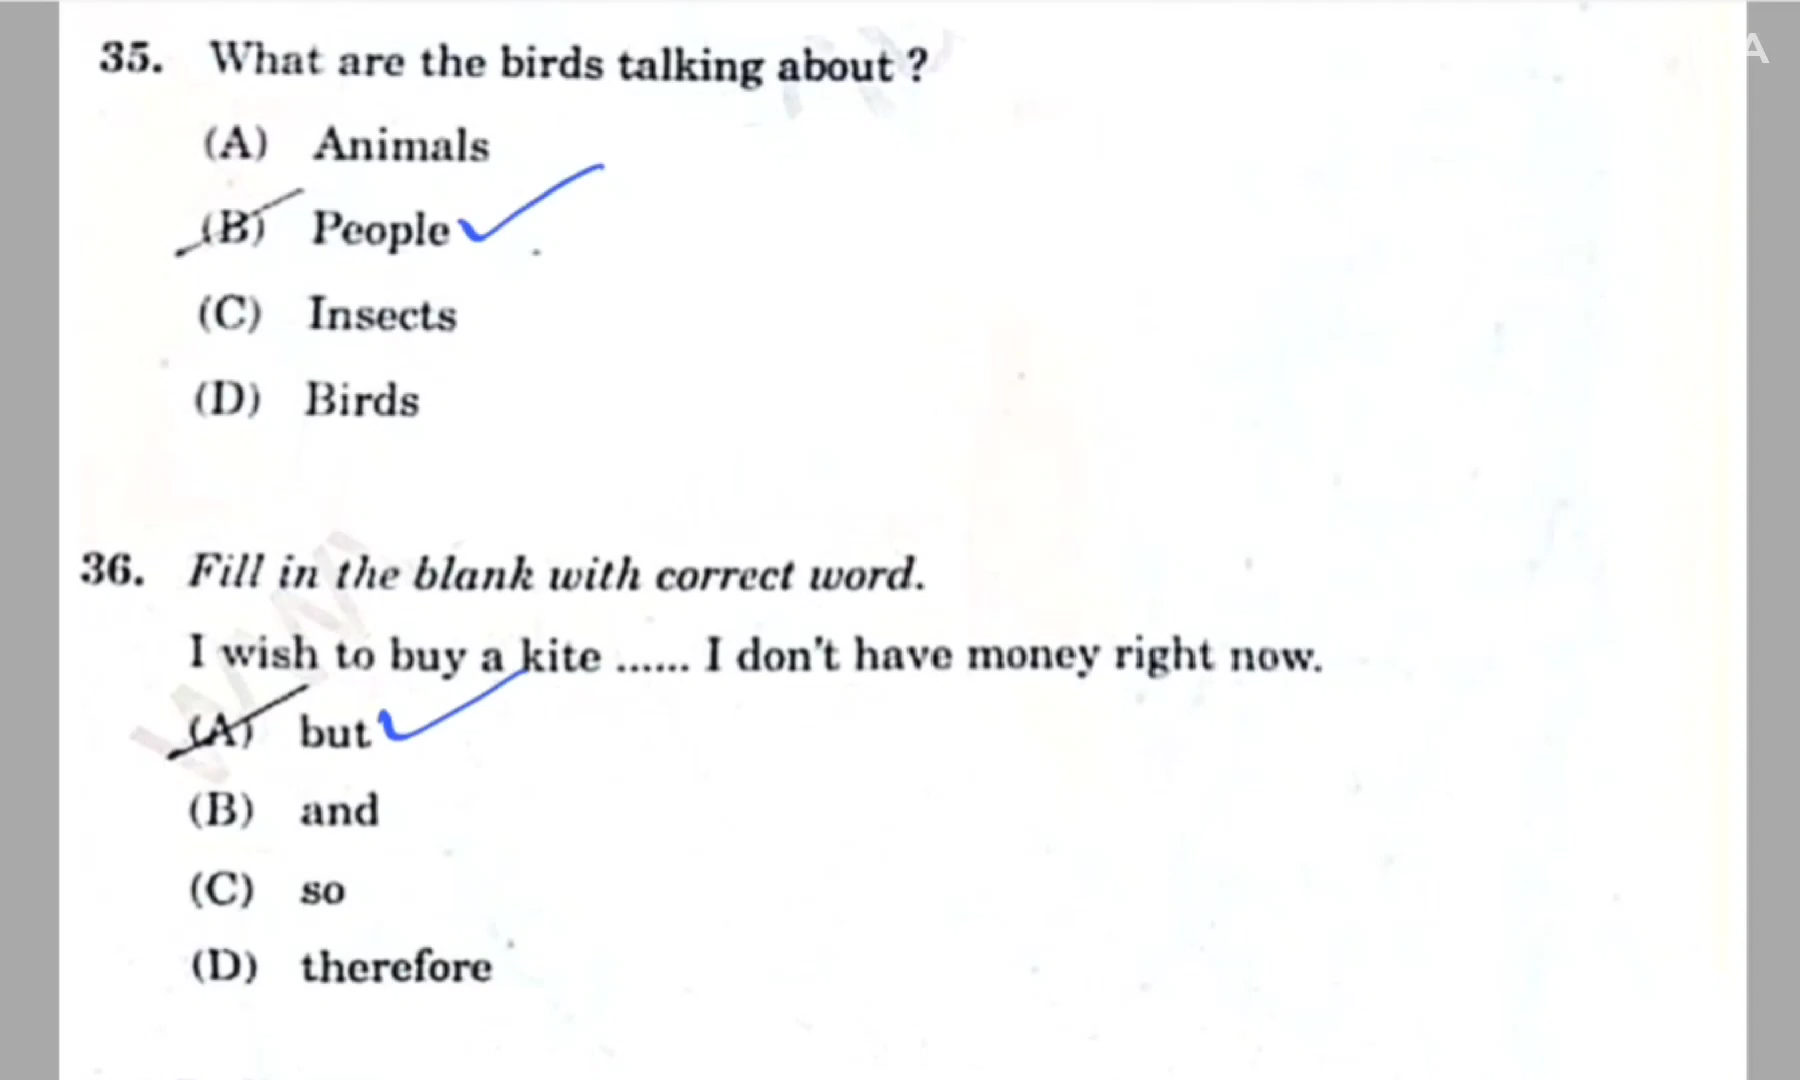 A
35. What are the birds talking about ?
(A) Animals
(B) People
(C) Insects
(D) Birds
36. Fill in the blank with correct word.
I wish to buy a kite ...... I don't have money right now.
(A) but
(B) and
(C) so
(D) therefore